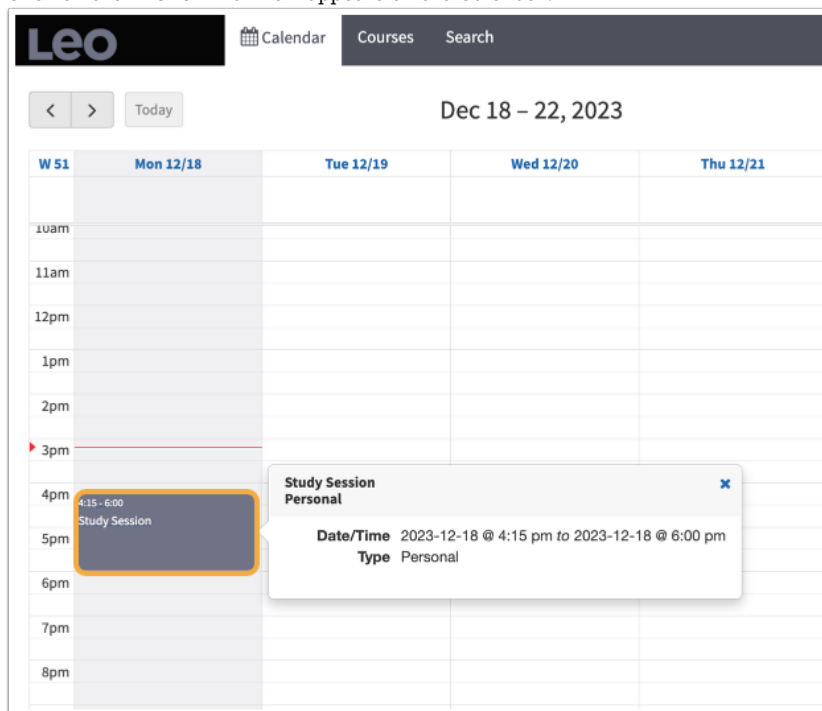 Leo
Calendar Courses Search
Today
Dec 18 – 22, 2023
W 51 Mon 12/18 Tue 12/19 Wed 12/20 Thu 12/21
10am
11am
12pm
1pm
2pm
3pm
4pm
4:15 - 6:00
Study Session
5pm
6pm
7pm
8pm
Study Session
Personal
Date/Time 2023-12-18 @ 4:15 pm to 2023-12-18 @ 6:00 pm
Type Personal